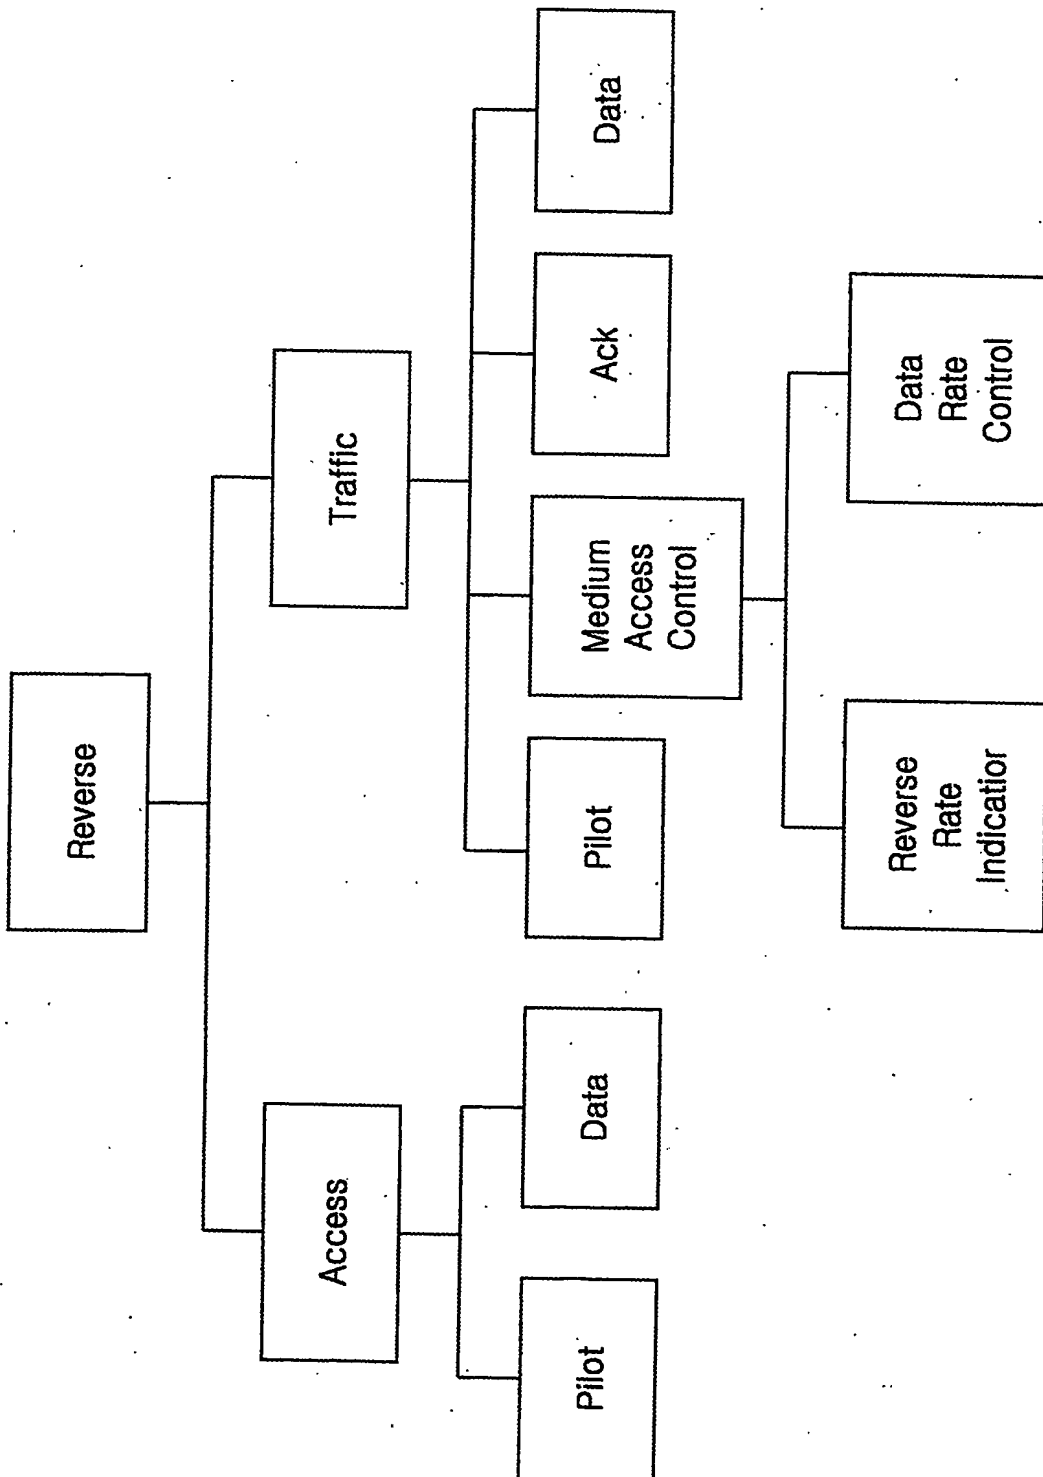 Reverse
Access
Traffic
Pilot
Data
Pilot
Medium
Access
Control
Ack
Data
Reverse
Rate
Indicatior
Data
Rate
Control